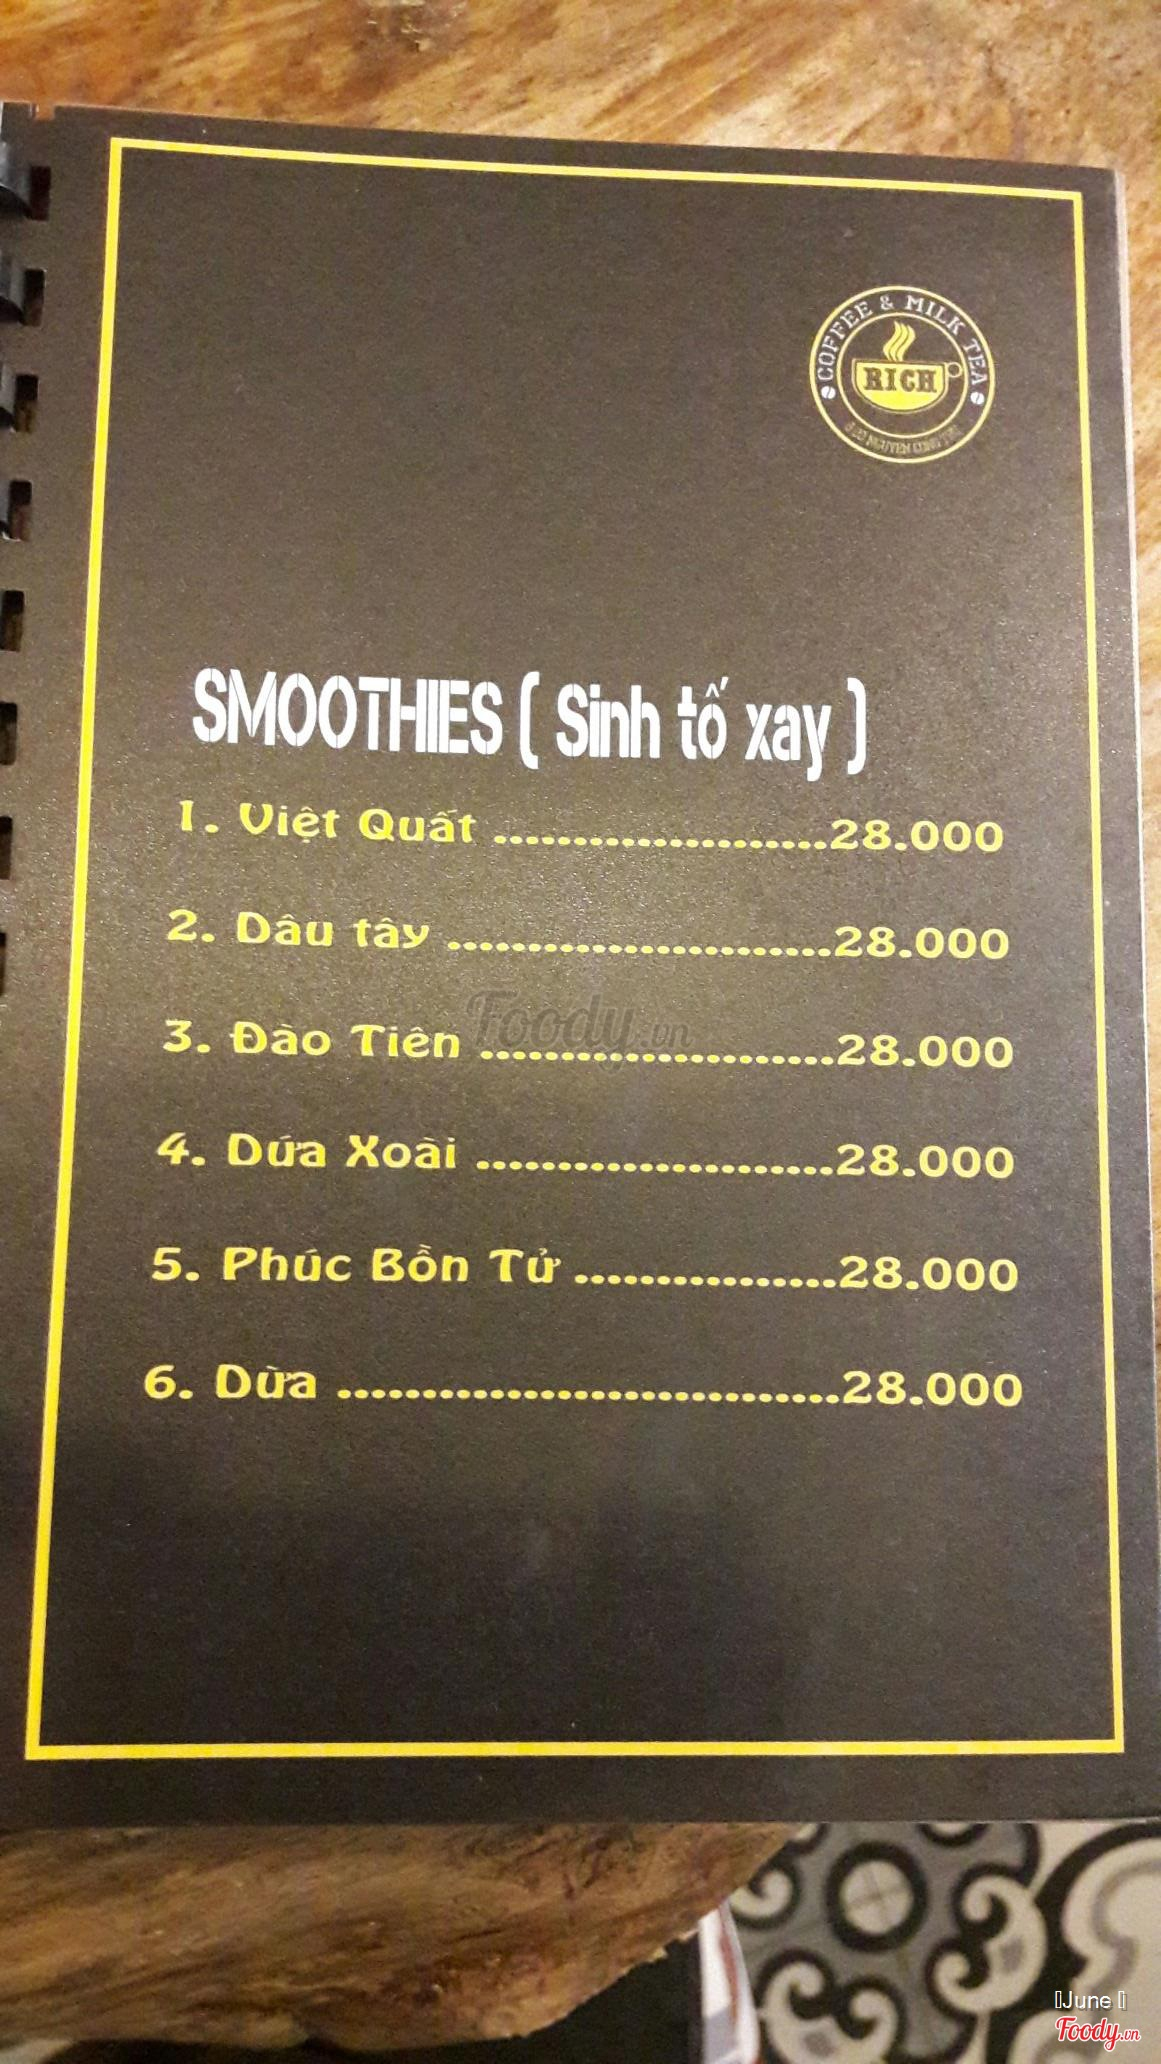 COFFEE & MILK TEA
RICH
SMOOTHIES ( Sinh tố xay )
1. Việt Quất .....................28.000
2. Dâu tây ........................28.000
3. Đào Tiên ......................28.000
4. Dứa Xoài ......................28.000
5. Phúc Bồn Tử ................28.000
6. Dừa ...............................28.000
Foody.vn
June
Foody.vn